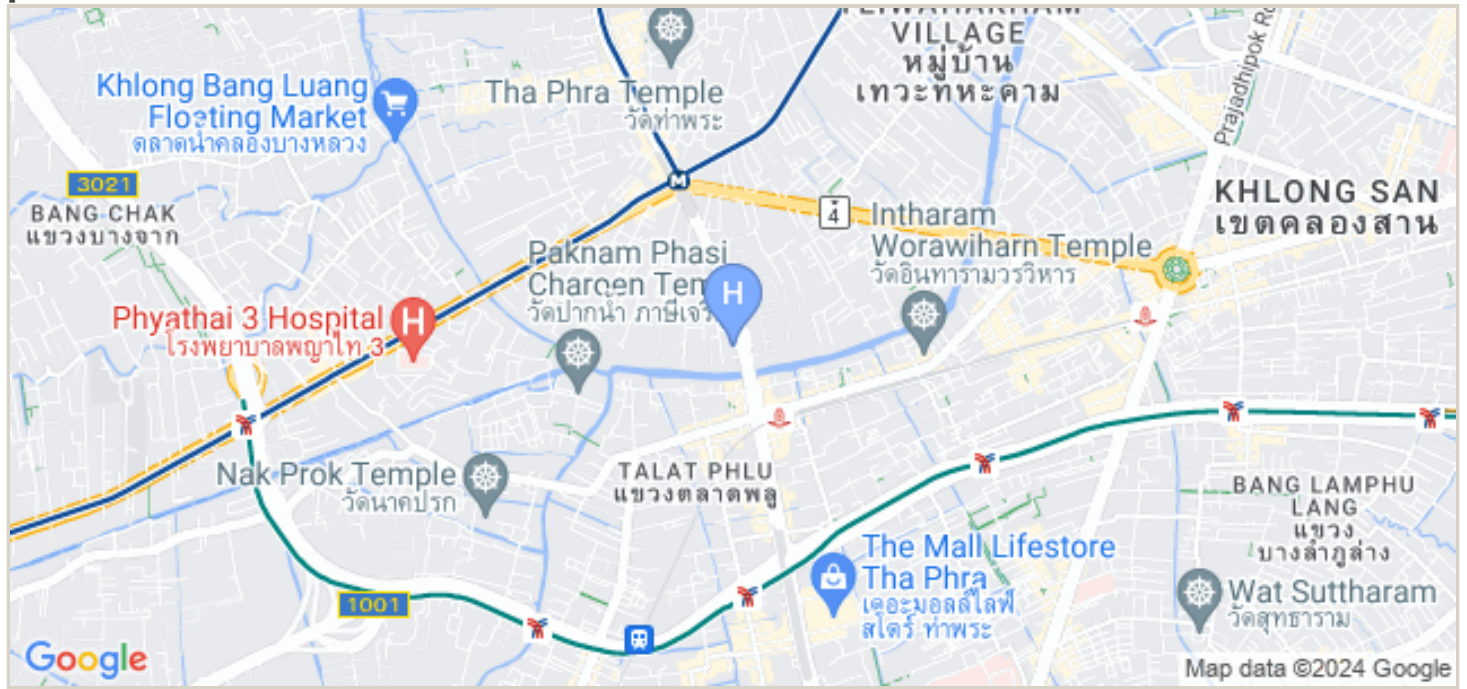 VILLAGE
หมู่บ้าน
เทวะทหะคาม
Khlong Bang Luang
Floating Market
ตลาดน้ำคลองบางหลวง
Tha Phra Temple
วัดท่าพระ
Prajadhipok
3021
BANG CHAK
แขวงบางจาก
M
4
KHLONG SAN
เขตคลองสาน
Intharam
Worawiharn Temple
วัดอินทารามวรวิหาร
Paknam Phasi
Charoen
วัดปากน้ำ
H
Phyathai 3 Hospital
โรงพยาบาลพญาไท 3
H
Nak Prok Temple
วัดนาคปรก
TALAT PHLU
แขวงตลาดพลู
BANG LAMPHU
LANG
แขวง
บางลำภูล่าง
The Mall Lifestore
Tha Phra
เดอะมอลล์ไลฟ์
สโตร์ ท่าพระ
Wat Suttharam
วัดสุทธาราม
1001
Google
Map data ©2024 Google